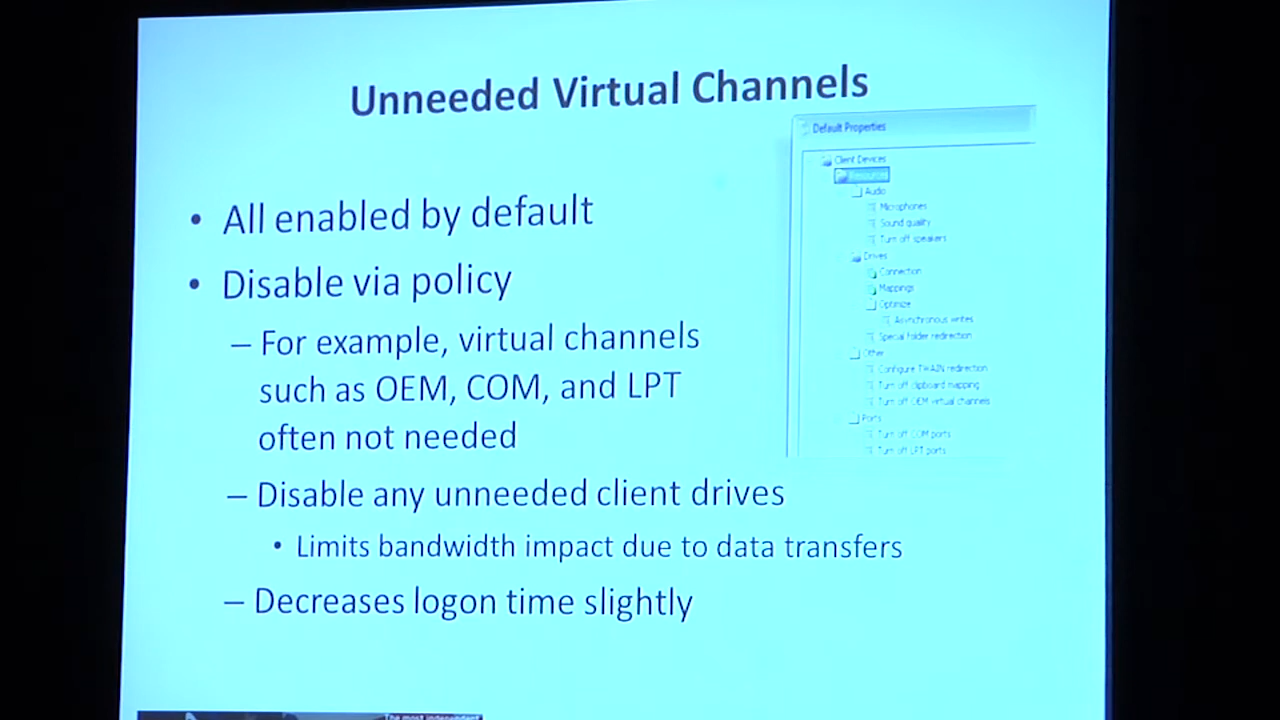 Unneeded Virtual Channels
• All enabled by default
• Disable via policy
– For example, virtual channels
such as OEM, COM, and LPT
often not needed
– Disable any unneeded client drives
• Limits bandwidth impact due to data transfers
– Decreases logon time slightly
Default Properties
Client Devices
Resources
Audio
Microphones
Sound quality
Turn off speakers
Drives
Connection
Mappings
Optimize
Asynchronous writes
Special folder redirection
Other
Configure TWAIN redirection
Turn off clipboard mapping
Turn off OEM virtual channels
Ports
Turn off COM ports
Turn off LPT ports
The most independent